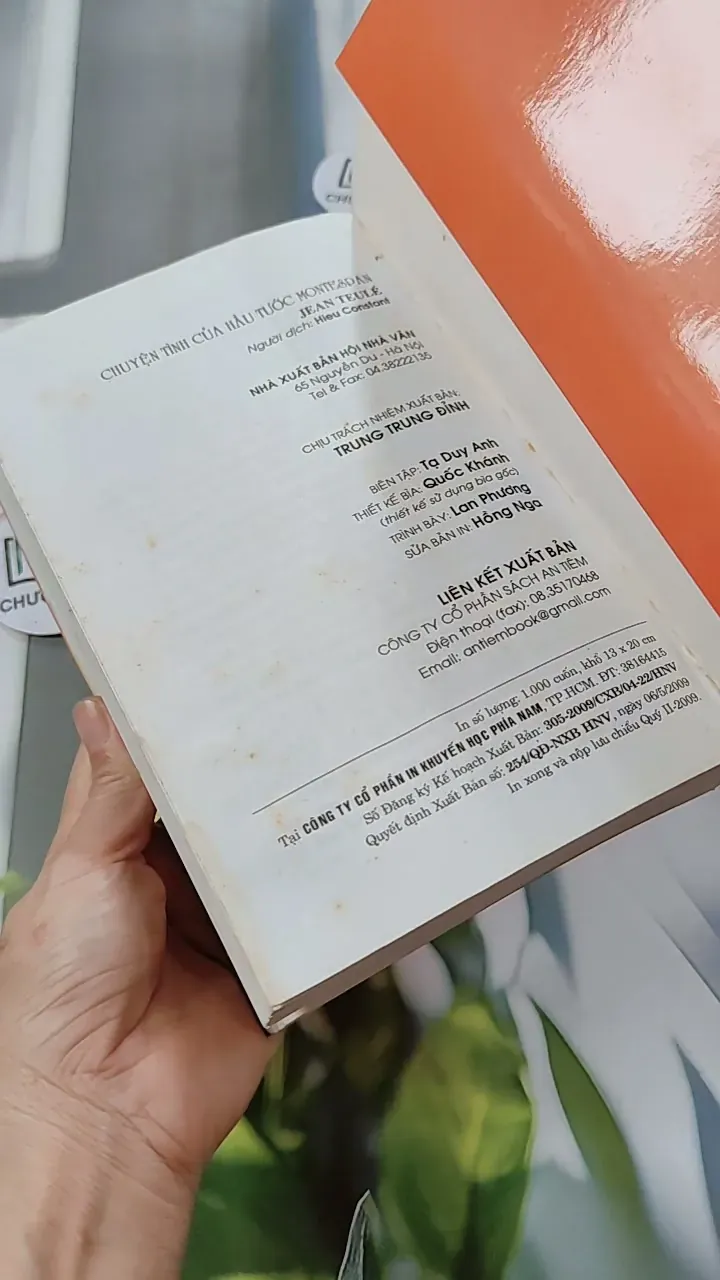 CHUYỆN TÌNH CỦA HẦU TƯỚC MONTESPAN
JEAN TEULÉ
Người dịch: Hieu Constant
NHÀ XUẤT BẢN HỘI NHÀ VĂN
65 Nguyễn Du - Hà Nội
Tel & Fax: 04.38222135
CHỊU TRÁCH NHIỆM XUẤT BẢN:
TRUNG TRUNG ĐỈNH
BIÊN TẬP: Tạ Duy Anh
THIẾT KẾ BÌA: Quốc Khánh
(thiết kế sử dụng bìa gốc)
TRÌNH BÀY: Lan Phương
SỬA BẢN IN: Hồng Nga
LIÊN KẾT XUẤT BẢN
CÔNG TY CỔ PHẦN SÁCH AN TIÊM
Điện thoại (fax): 08.35170468
Email: antiembook@gmail.com
In số lượng: 1.000 cuốn, khổ 13 x 20 cm
Tại CÔNG TY CỔ PHẦN IN KHUYẾN HỌC PHÍA NAM, TP.HCM. ĐT: 38164415
Số Đăng ký Kế hoạch Xuất Bản: 305-2009/CXB/04-22/HNV
Quyết định Xuất Bản số: 254/QĐ-NXB HNV, ngày 06/5/2009
In xong và nộp lưu chiểu Quý II-2009.